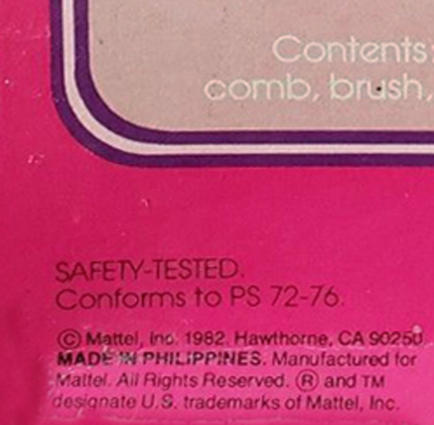 Contents:
comb, brush,
SAFETY-TESTED.
Conforms to PS 72-76.
© Mattel, Inc. 1982. Hawthorne, CA 90250
MADE IN PHILIPPINES. Manufactured for
Mattel. All Rights Reserved. ® and TM
designate U.S. trademarks of Mattel, Inc.